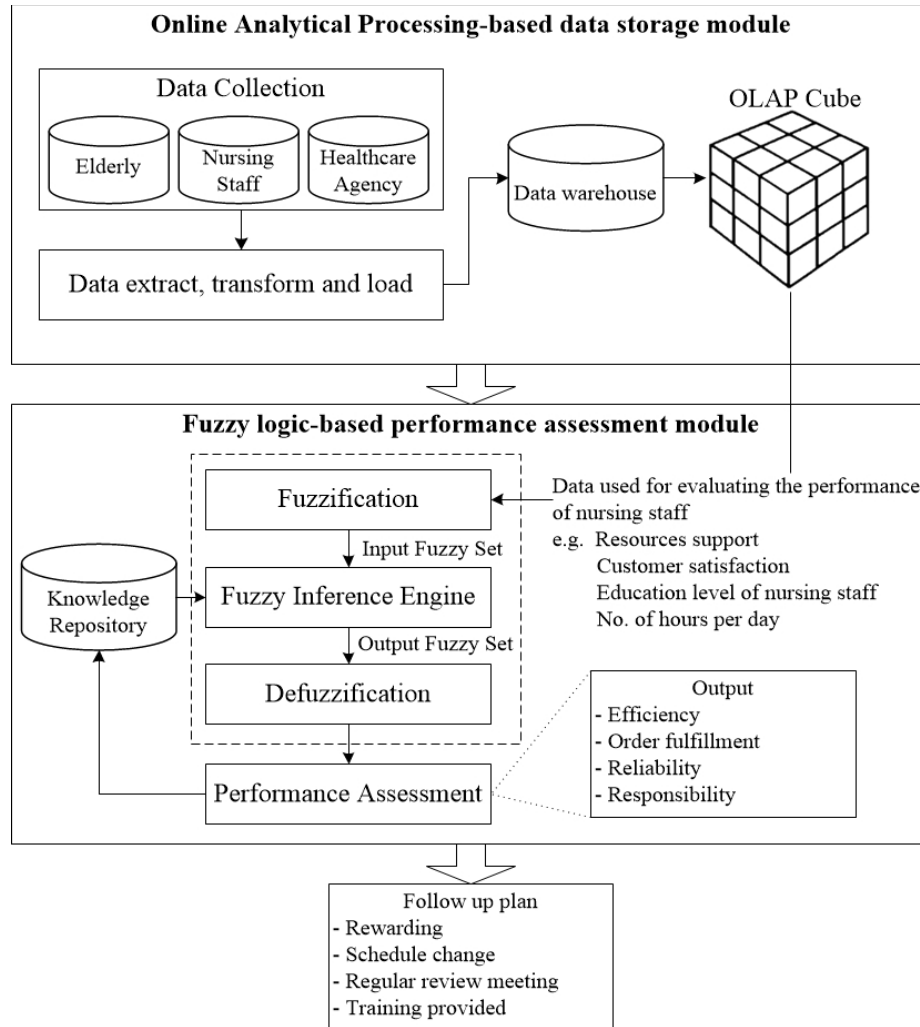 Online Analytical Processing-based data storage module
Data Collection
Elderly
Nursing
Staff
Healthcare
Agency
Data extract, transform and load
Data warehouse
OLAP Cube
Fuzzy logic-based performance assessment module
Fuzzification
Input Fuzzy Set
Fuzzy Inference Engine
Output Fuzzy Set
Defuzzification
Performance Assessment
Knowledge
Repository
Data used for evaluating the performance
of nursing staff
e.g. Resources support
Customer satisfaction
Education level of nursing staff
No. of hours per day
Output
- Efficiency
- Order fulfillment
- Reliability
- Responsibility
Follow up plan
- Rewarding
- Schedule change
- Regular review meeting
- Training provided